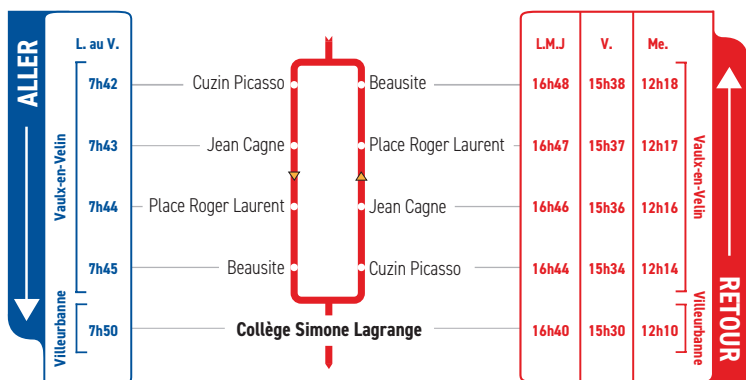 ALLER
L. au V.
L.M.J V. Me.
7h42 Cuzin Picasso Beausite 16h48 15h38 12h18
7h43 Jean Cagne Place Roger Laurent 16h47 15h37 12h17
7h44 Place Roger Laurent Jean Cagne 16h46 15h36 12h16
7h45 Beausite Cuzin Picasso 16h44 15h34 12h14
7h50 Collège Simone Lagrange 16h40 15h30 12h10
Vaulx-en-Velin
Villeurbanne
Vaulx-en-Velin
Villeurbanne
RETOUR